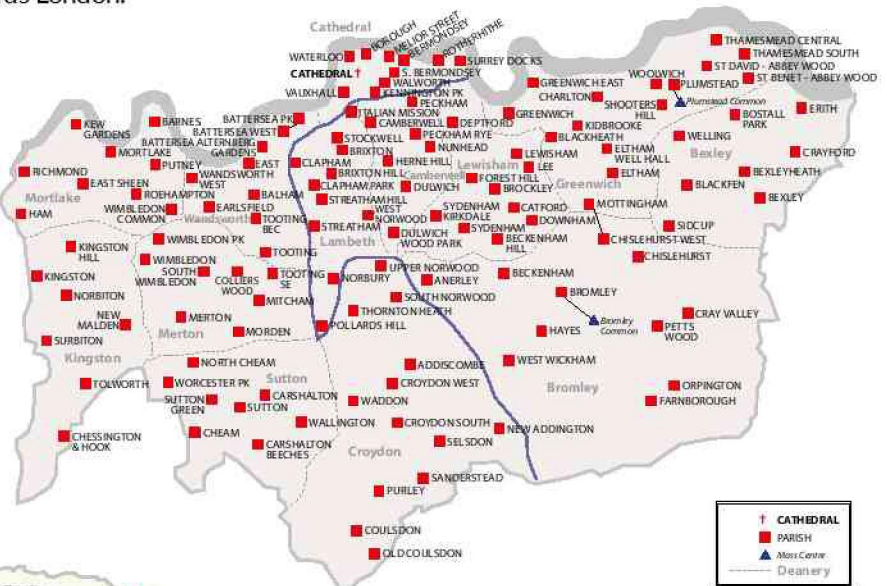 as London.
Cathedral
BOROUGH
MELIOR STREET
BERMONDSEY
ROTHERHITHE
WATERLOO
SURREY DOCKS
CATHEDRAL †
S. BERMONDSEY
WALWORTH
VAUXHALL
KENNINGTON PK
PECKHAM
THAMESMEAD CENTRAL
THAMESMEAD SOUTH
ST DAVID - ABBEY WOOD
WOOLWICH
PLUMSTEAD
ST BENET - ABBEY WOOD
GREENWICH EAST
CHARLTON
SHOOTERS
HILL
Plumstead Common
ERITH
BOSTALL
PARK
KEW
GARDENS
BARNES
BATTERSEA PK
BATTERSEA WEST
BATTERSEA ALTERNBERG
GARDENS
ITALIAN MISSION
CAMBERWELL
DEPTFORD
GREENWICH
KIDBROOKE
STOCKWELL
PECKHAM RYE
BLACKHEATH
WELLING
MORTLAKE
BRIXTON
NUNHEAD
ELTHAM
WELL HALL
Bexley
CRAYFORD
PUTNEY
EAST
CLAPHAM
HERNE HILL
Lewisham
LEWISHAM
LEE
RICHMOND
WANDSWORTH
WEST
BRIXTON HILL
Camberwell
FOREST HILL
ELTHAM
BEXLEYHEATH
EAST SHEEN
CLAPHAM PARK
DULWICH
BROCKLEY
Greenwich
BLACKFEN
Mortlake
ROEHAMPTON
BALHAM
STREATHAM HILL
BEXLEY
HAM
WIMBLEDON
COMMON
EARLSFIELD
Wandsworth
TOOTING
BEC
WEST
NORWOOD
SYDENHAM
KIRKDALE
CATFORD
MOTTINGHAM
DOWNHAM
STREATHAM
SYDENHAM
SIDCUP
Lambeth
DULWICH
WOOD PARK
BECKENHAM
HILL
CHISLEHURST-WEST
KINGSTON
HILL
WIMBLEDON PK
TOOTING
CHISLEHURST
WIMBLEDON
SOUTH
WIMBLEDON
COLLIERS
WOOD
TOOTING
SE
UPPER NORWOOD
KINGSTON
NORBURY
ANERLEY
BECKENHAM
NORBITON
MITCHAM
SOUTH NORWOOD
BROMLEY
THORNTON HEATH
NEW
MALDEN
MERTON
CRAY VALLEY
Bromley
Common
MORDEN
POLLARDS HILL
HAYES
PETTS
WOOD
SURBITON
Merton
Kingston
NORTH CHEAM
ADDISCOMBE
WEST WICKHAM
Sutton
TOLWORTH
WORCESTER PK
CROYDON WEST
Bromley
ORPINGTON
SUTTON
GREEN
CARSHALTON
WADDON
FARNBOROUGH
SUTTON
WALLINGTON
CROYDON SOUTH
NEW ADDINGTON
CHESSINGTON
& HOOK
CHEAM
CARSHALTON
BEECHES
SELSDON
Croydon
SANDERSTEAD
PURLEY
COULSDON
OLD COULSDON
† CATHEDRAL
PARISH
Mass Centre
Deanery